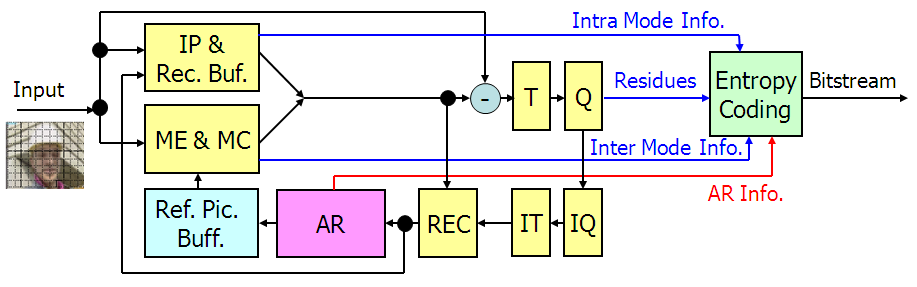 Intra Mode Info.
IP &
Rec. Buf.
Input
T
Q
Residues
Entropy
Coding
Bitstream
-
ME & MC
Inter Mode Info.
AR Info.
Ref. Pic.
Buff.
AR
REC
IT
IQ